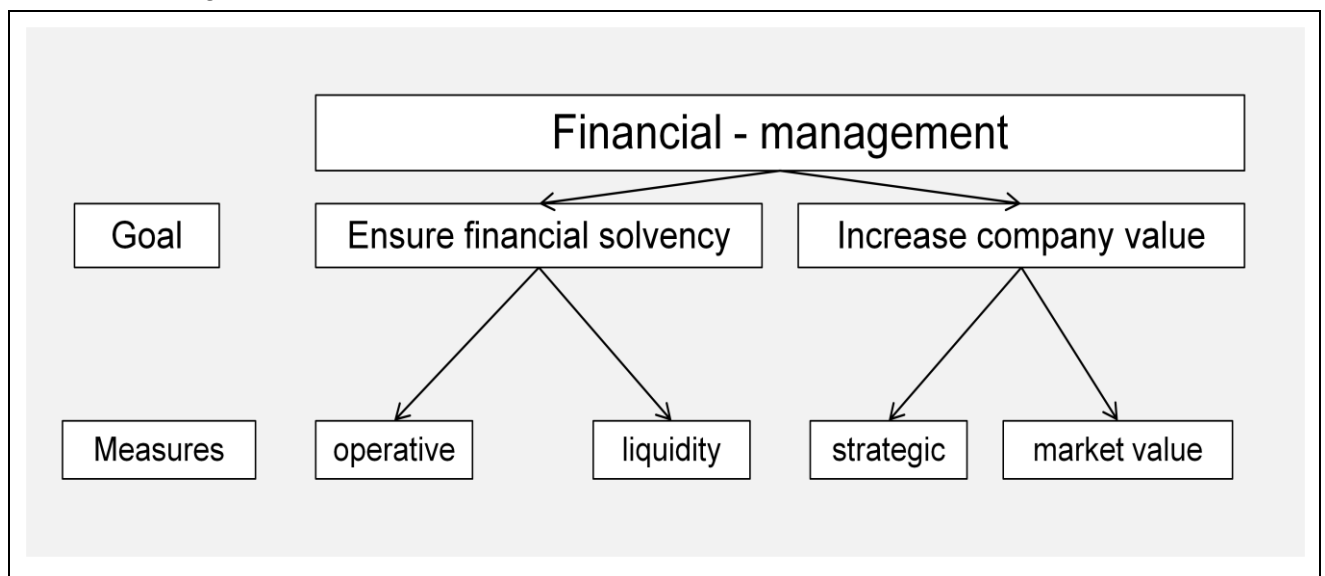 Financial - management
Goal
Ensure financial solvency
Increase company value
Measures
operative
liquidity
strategic
market value